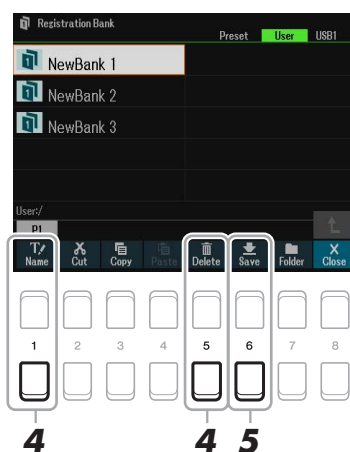 Registration Bank
Preset User USB1
NewBank 1
NewBank 2
NewBank 3
User:/
P1
Name Cut Copy Paste Delete Save Folder Close
1 2 3 4 5 6 7 8
4 4 5